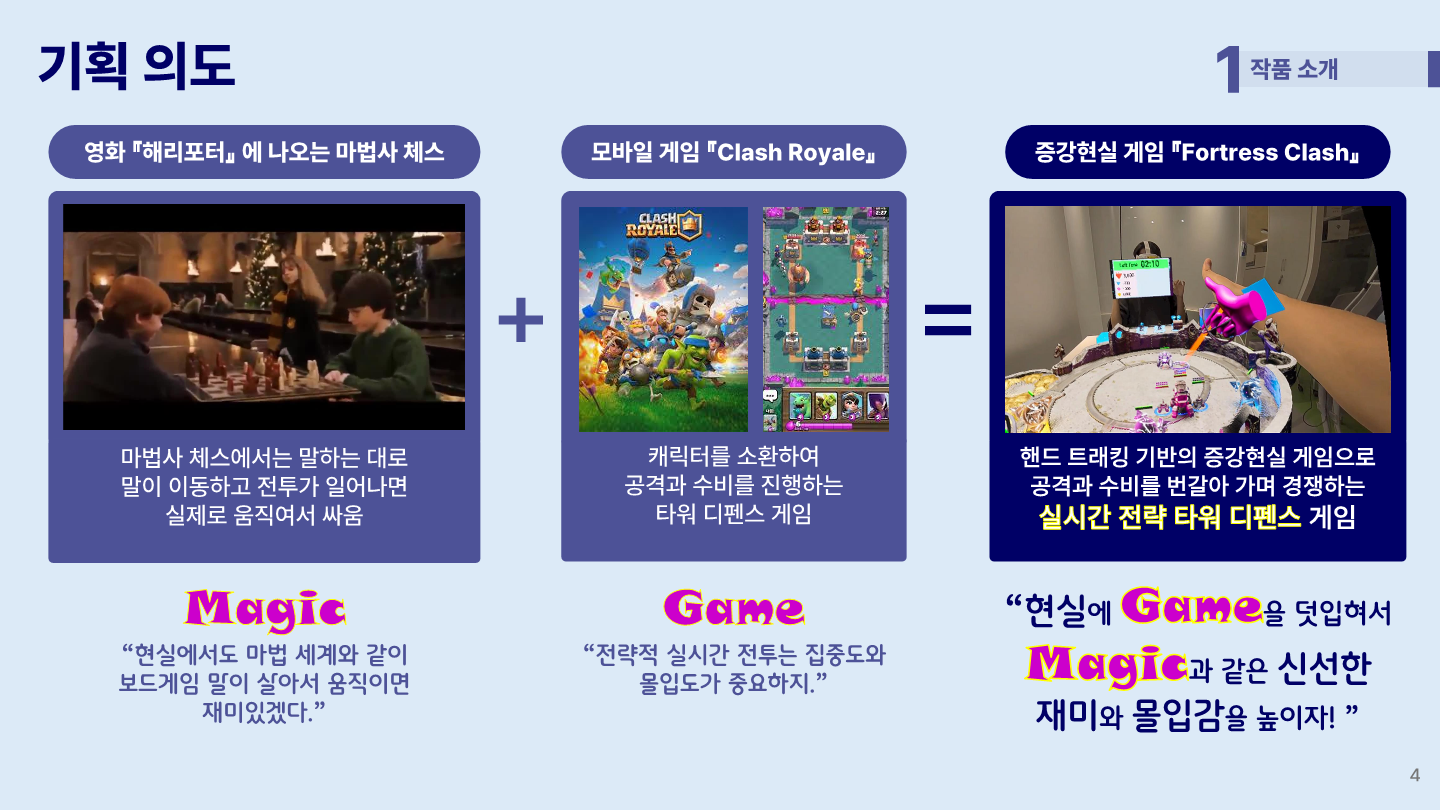 기획 의도
1 작품 소개
영화 『해리포터』 에 나오는 마법사 체스
마법사 체스에서는 말하는 대로
말이 이동하고 전투가 일어나면
실제로 움직여서 싸움
Magic
“현실에서도 마법 세계와 같이
보드게임 말이 살아서 움직이면
재미있겠다.”
+
모바일 게임 『Clash Royale』
CLASH
ROYALE
2:27
캐릭터를 소환하여
공격과 수비를 진행하는
타워 디펜스 게임
Game
“전략적 실시간 전투는 집중도와
몰입도가 중요하지.”
=
증강현실 게임 『Fortress Clash』
Left Time 02:10
핸드 트래킹 기반의 증강현실 게임으로
공격과 수비를 번갈아 가며 경쟁하는
실시간 전략 타워 디펜스 게임
“현실에 Game을 덧입혀서
Magic과 같은 신선한
재미와 몰입감을 높이자! ”
4